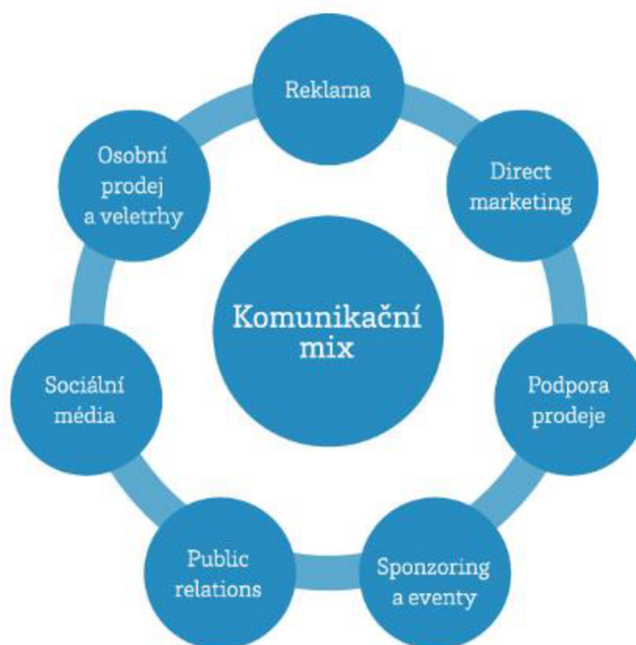 Reklama
Direct
marketing
Podpora
prodeje
Sponzoring
a eventy
Public
relations
Sociální
média
Osobní
prodej
a veletrhy
Komunikační
mix